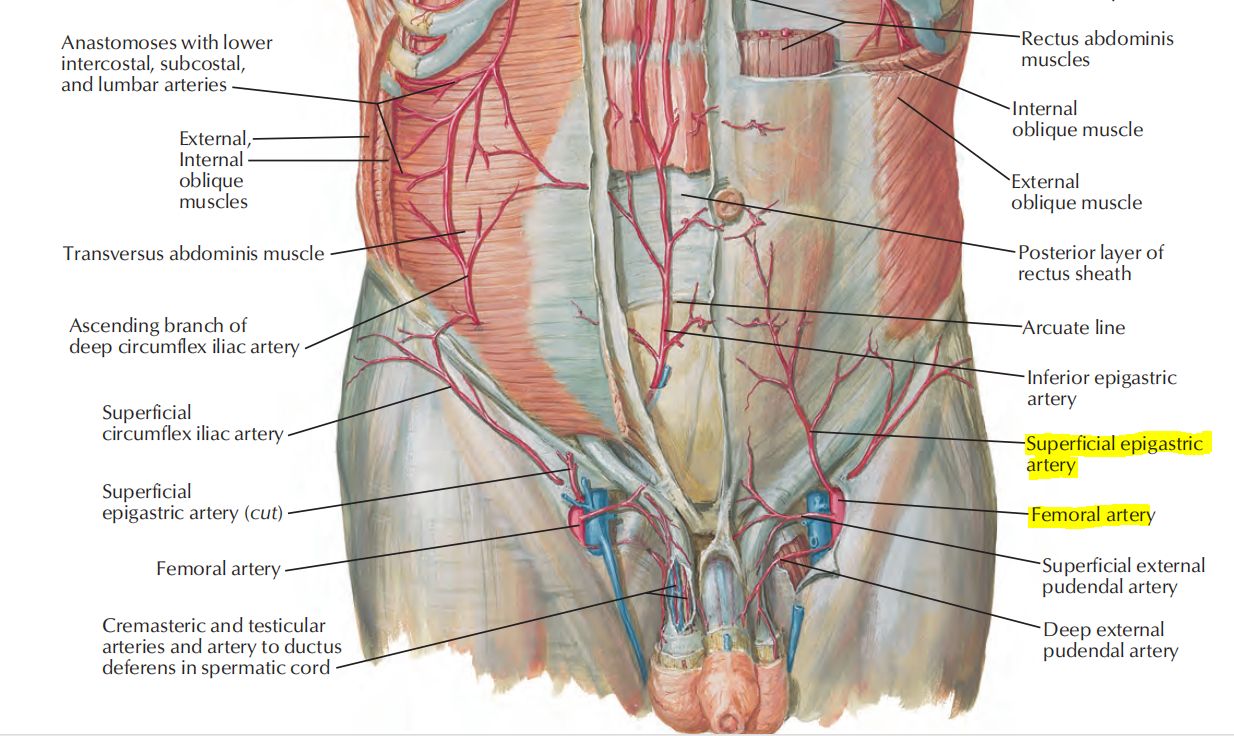 Anastomoses with lower
intercostal, subcostal,
and lumbar arteries
External,
Internal
oblique
muscles
Transversus abdominis muscle
Ascending branch of
deep circumflex iliac artery
Superficial
circumflex iliac artery
Superficial
epigastric artery (cut)
Femoral artery
Cremasteric and testicular
arteries and artery to ductus
deferens in spermatic cord
Rectus abdominis
muscles
Internal
oblique muscle
External
oblique muscle
Posterior layer of
rectus sheath
Arcuate line
Inferior epigastric
artery
Superficial epigastric
artery
Femoral artery
Superficial external
pudendal artery
Deep external
pudendal artery